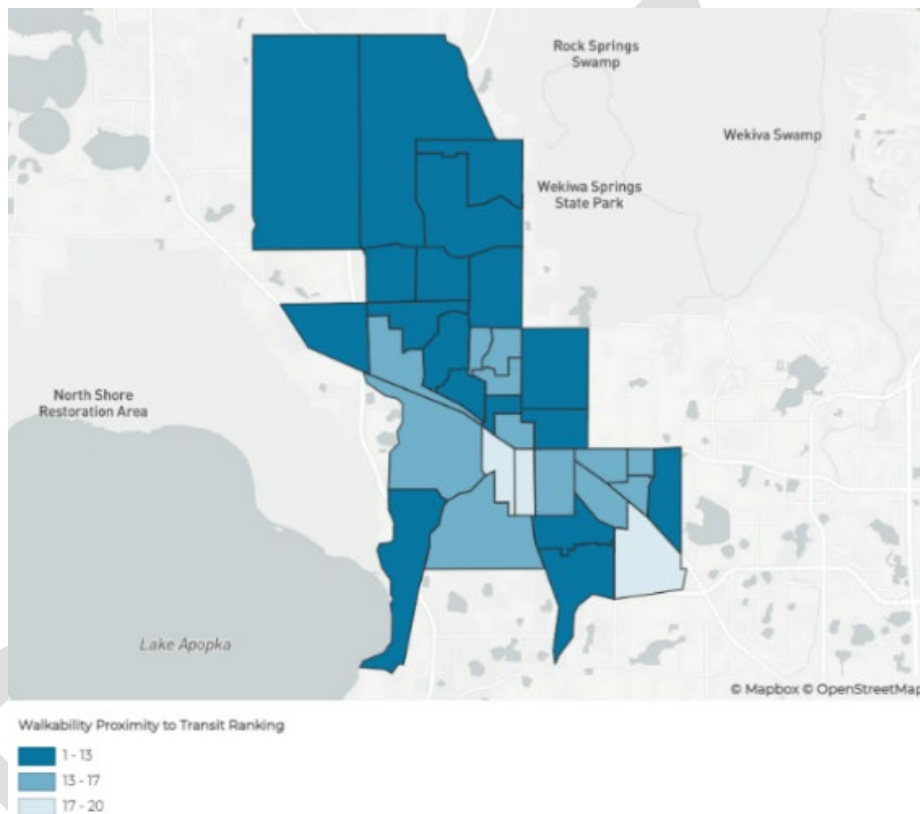 Rock Springs
Swamp
Wekiva Swamp
Wekiwa Springs
State Park
North Shore
Restoration Area
Lake Apopka
© Mapbox © OpenStreetMap
Walkability Proximity to Transit Ranking
1 - 13
13 - 17
17 - 20